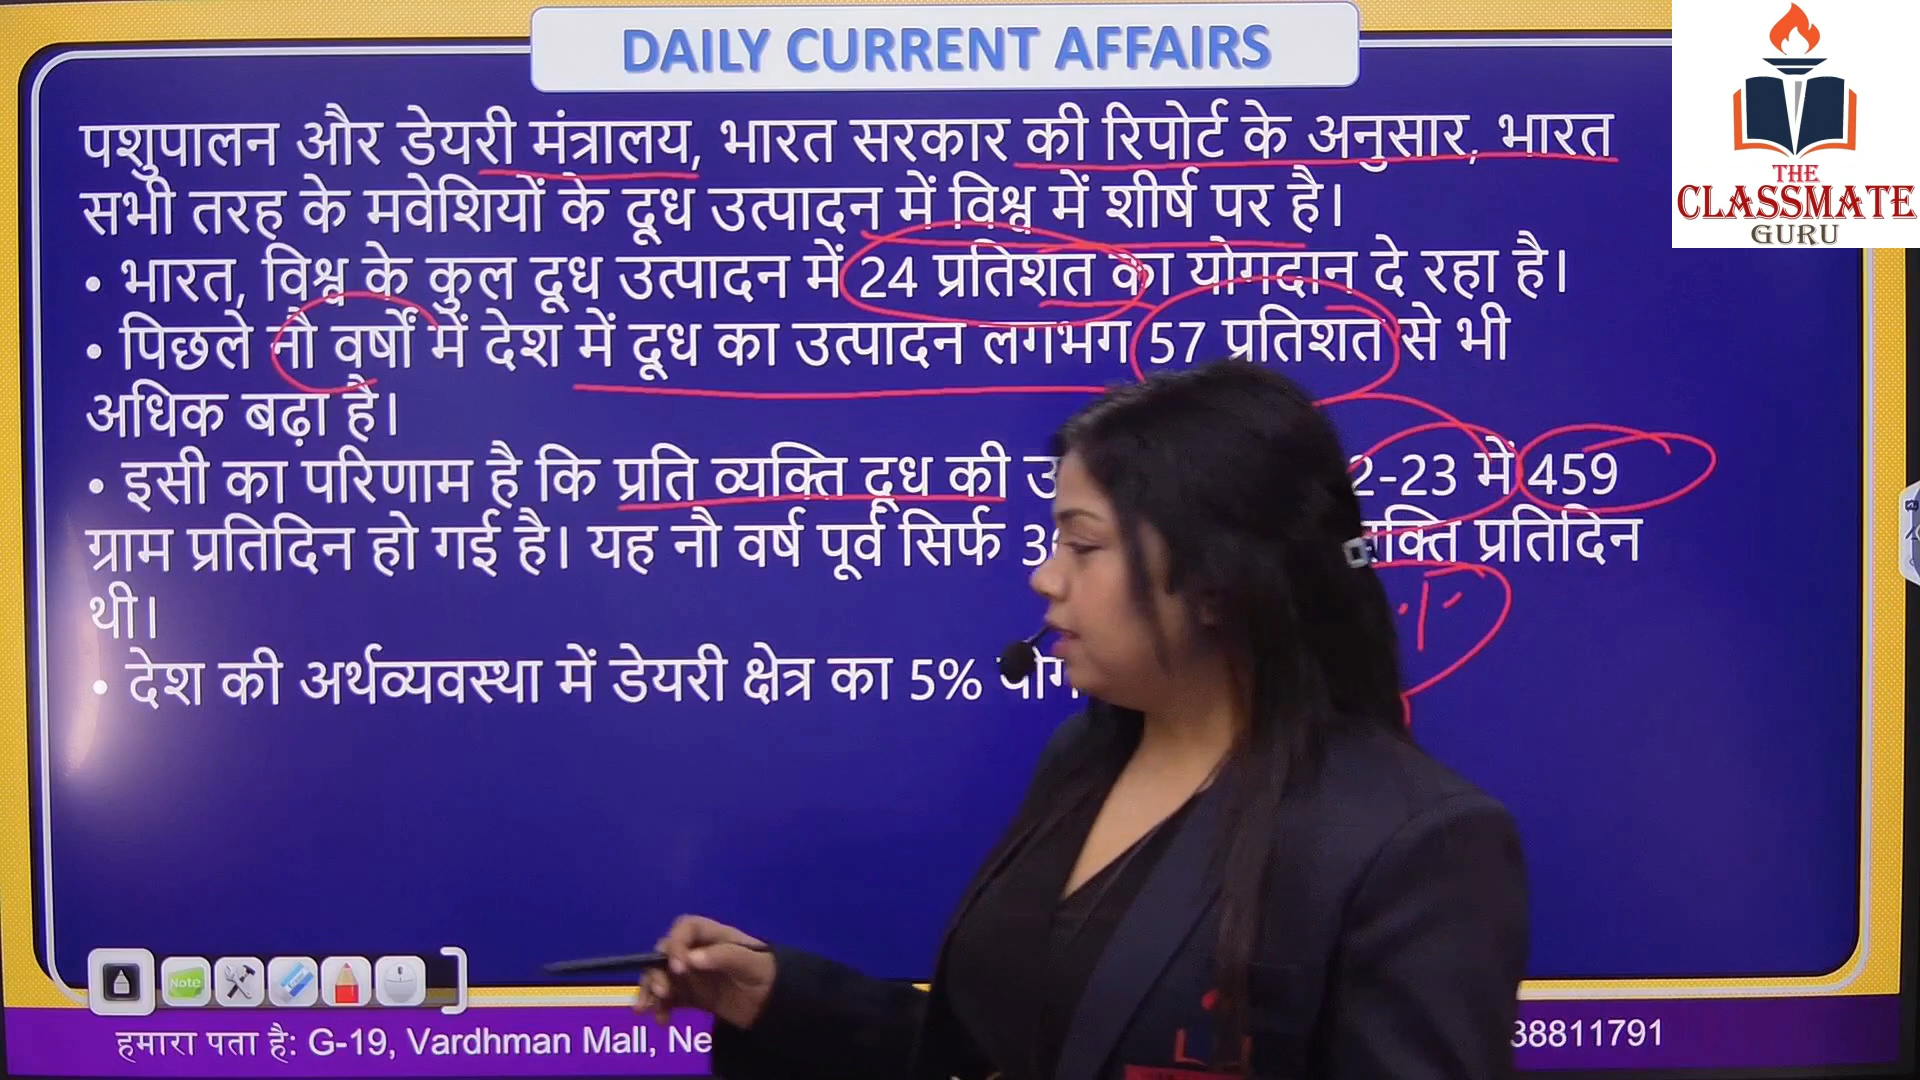 DAILY CURRENT AFFAIRS
THE
CLASSMATE
GURU
पशुपालन और डेयरी मंत्रालय, भारत सरकार की रिपोर्ट के अनुसार, भारत
सभी तरह के मवेशियों के दूध उत्पादन में विश्व में शीर्ष पर है।
• भारत, विश्व के कुल दूध उत्पादन में 24 प्रतिशत का योगदान दे रहा है।
• पिछले नौ वर्षों में देश में दूध का उत्पादन लगभग 57 प्रतिशत से भी
अधिक बढ़ा है।
• इसी का परिणाम है कि प्रति व्यक्ति दूध की 2-23 में 459
ग्राम प्रतिदिन हो गई है। यह नौ वर्ष पूर्व सिर्फ प्रतिदिन
थी।
• देश की अर्थव्यवस्था में डेयरी क्षेत्र का 5%
Note
हमारा पता है: G-19, Vardhman Mall, Ne 38811791